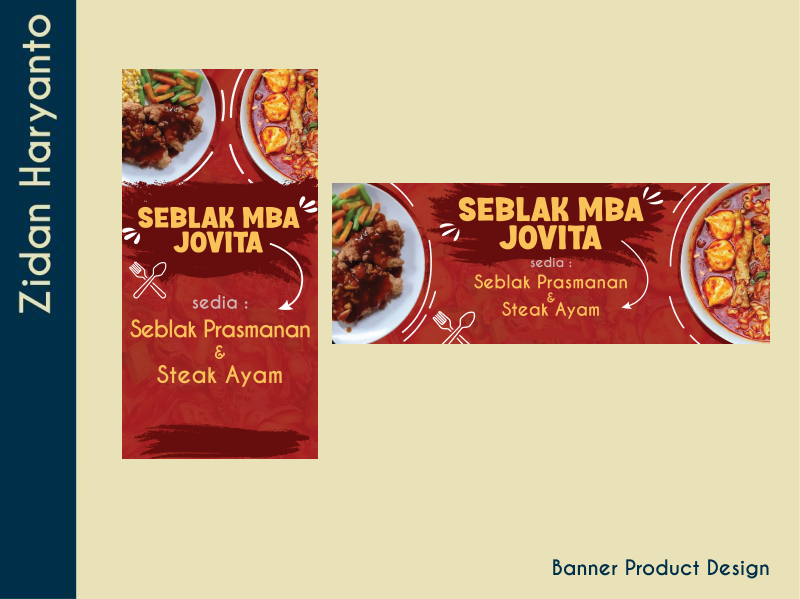 Zidan Haryanto
SEBLAK MBA
JOVITA
sedia :
Seblak Prasmanan
&
Steak Ayam
SEBLAK MBA
JOVITA
sedia :
Seblak Prasmanan
&
Steak Ayam
Banner Product Design